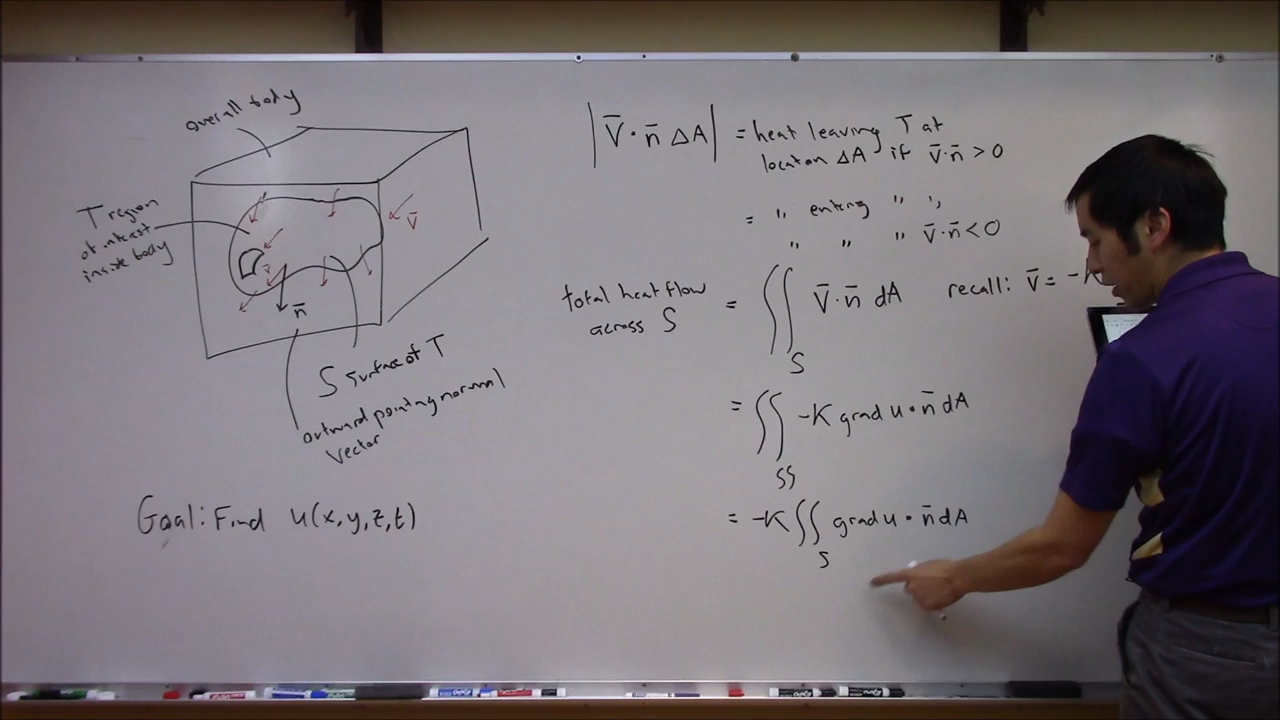 overall body
T region
of interest
inside body
V̄
V̄
n̄
S surface of T
outward pointing normal
vector
Goal: Find u(x,y,z,t)
|V̄ · n̄ ΔA| = heat leaving T at
location ΔA if V̄·n̄ > 0
= " entering " "
" " " V̄·n̄ < 0
total heat flow
across S
= ∬ V̄ · n̄ dA recall: V̄ = -K
S
= ∬ -K grad u · n̄ dA
SS
= -K ∬ grad u · n̄ dA
S